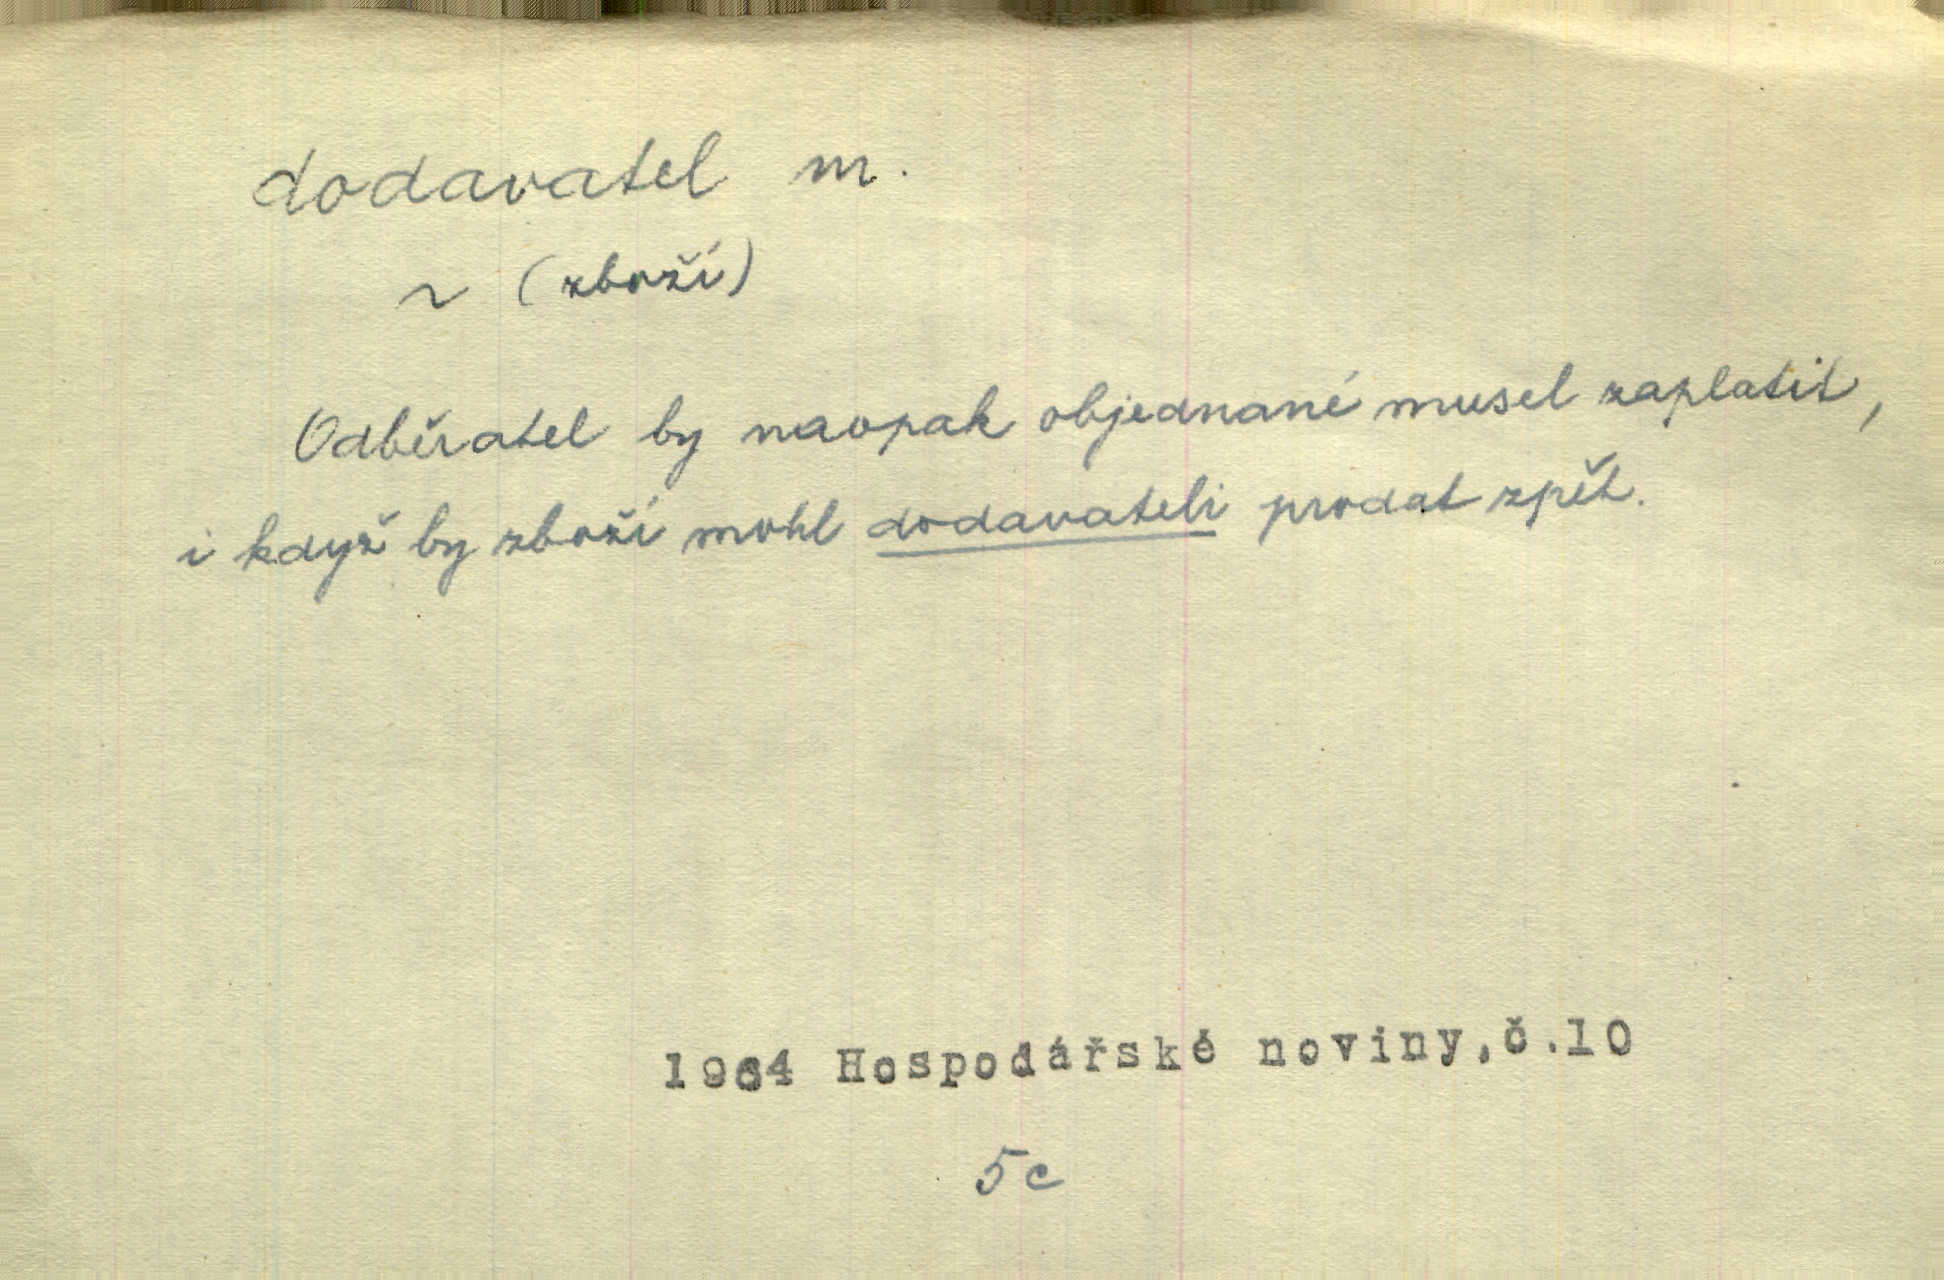 dodavatel m.
~ (zboží)
Odběratel by naopak objednané musel zaplatit,
i když by zboží mohl dodavateli prodat zpět.
1964 Hospodářské noviny,č.10
5c